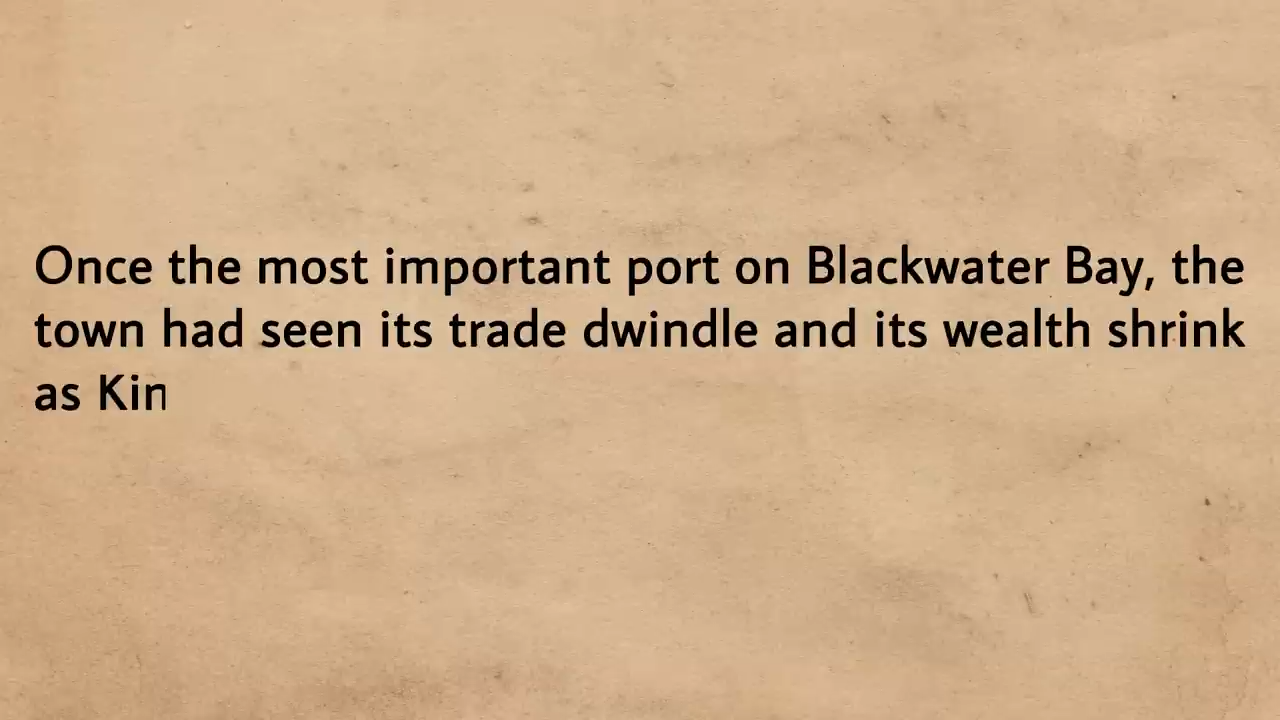 Once the most important port on Blackwater Bay, the
town had seen its trade dwindle and its wealth shrink
as Kin